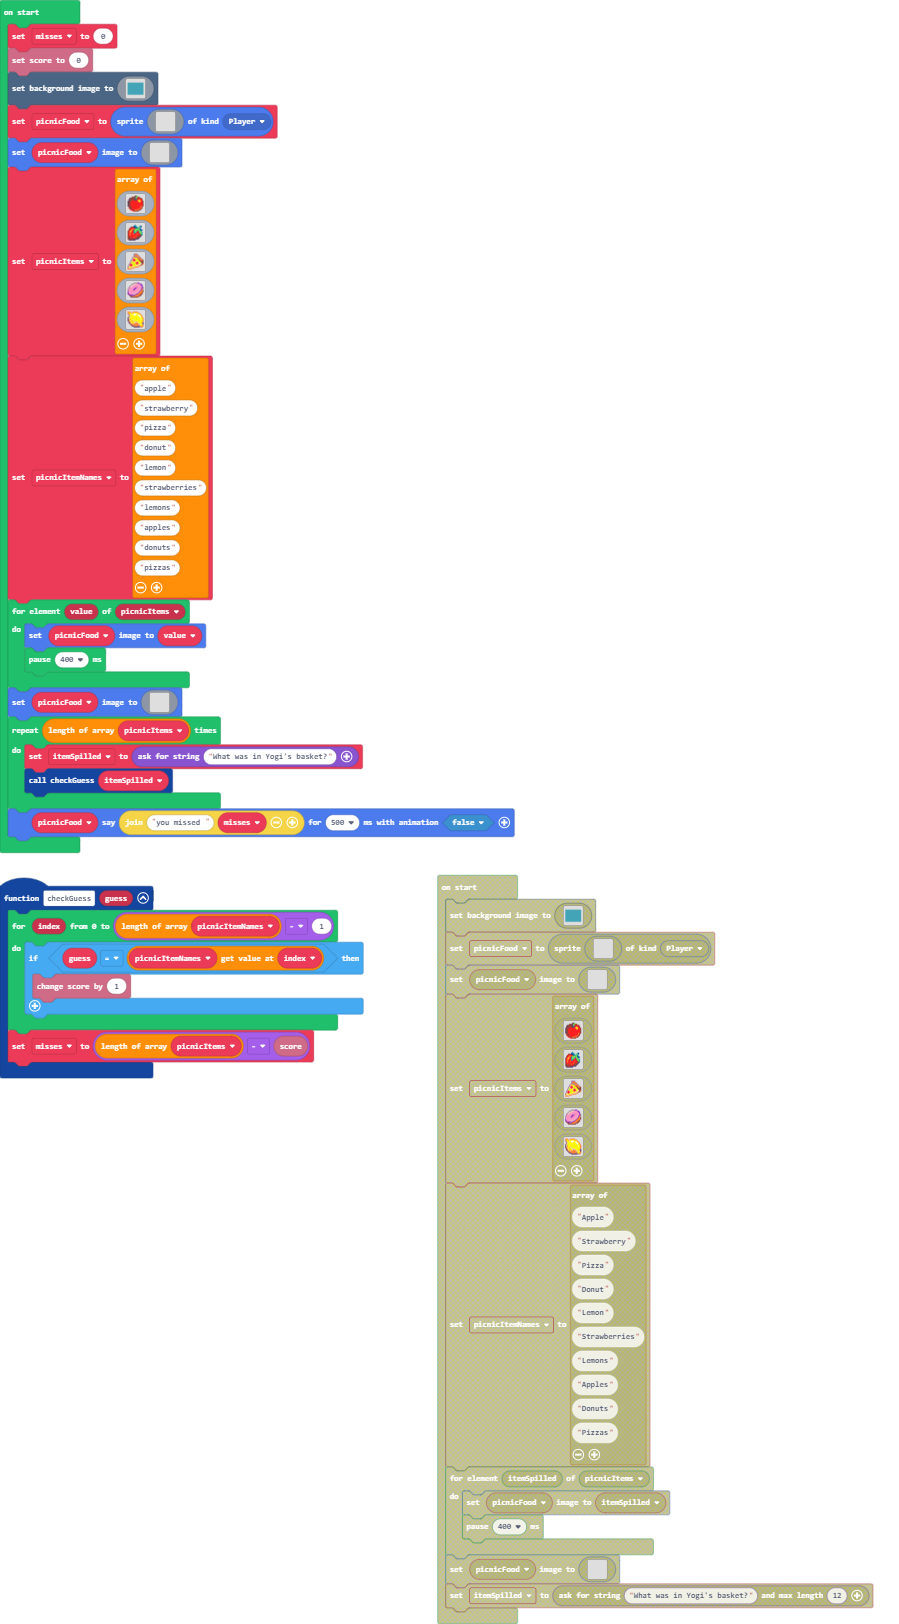 on start
set misses to 0
set score to 0
set background image to
set picnicFood to sprite of kind Player
set picnicFood image to
array of
set picnicItems to
array of
"apple"
"strawberry"
"pizza"
"donut"
"lemon"
set picnicItemNames to
"strawberries"
"lemons"
"apples"
"donuts"
"pizzas"
for element value of picnicItems
do
set picnicFood image to value
pause 400 ms
set picnicFood image to
repeat length of array picnicItems times
do
set itemSpilled to ask for string "What was in Yogi's basket?"
call checkGuess itemSpilled
picnicFood say join "you missed " misses for 500 ms with animation false
function checkGuess guess
for index from 0 to length of array picnicItemNames - 1
do
if guess = picnicItemNames get value at index then
change score by 1
set misses to length of array picnicItems - score
on start
set background image to
set picnicFood to sprite of kind Player
set picnicFood image to
array of
set picnicItems to
array of
"Apple"
"Strawberry"
"Pizza"
"Donut"
"Lemon"
set picnicItemNames to
"Strawberries"
"Lemons"
"Apples"
"Donuts"
"Pizzas"
for element itemSpilled of picnicItems
do
set picnicFood image to itemSpilled
pause 400 ms
set picnicFood image to
set itemSpilled to ask for string "What was in Yogi's basket?" and max length 12